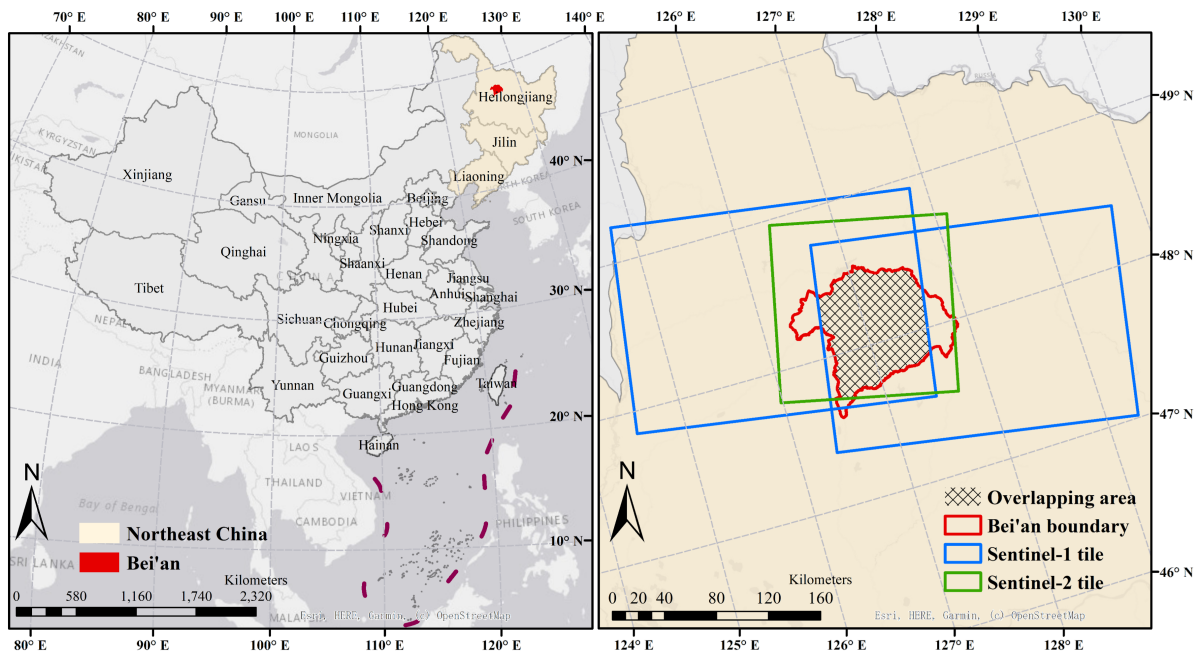 70° E 80° E 90° E 100° E 110° E 120° E 130° E 140° E
KAZAKHSTAN
KYRGYZSTAN
MONGOLIA
Heilongjiang
Jilin
Liaoning
40° N
NORTH KOREA
SOUTH KOREA
Xinjiang
Gansu
Inner Mongolia
Beijing
Hebei
Shanxi
Shandong
Ningxia
Qinghai
Shaanxi
Henan
Jiangsu
CHINA
Tibet
Anhui
Shanghai
30° N
Hubei
Sichuan
Chongqing
Zhejiang
NEPAL
Hunan
Jiangxi
Guizhou
Fujian
INDIA
BANGLADESH
Yunnan
MYANMAR
(BURMA)
Guangxi
Guangdong
Taiwan
Hong Kong
20° N
Hainan
LAOS
THAILAND
VIETNAM
CAMBODIA
PHILIPPINES
Bay of Bengal
N
Northeast China
Bei'an
10° N
SRI LANKA
Kilometers
0 580 1,160 1,740 2,320
Esri, HERE, Garmin, (c) OpenStreetMap
80° E 90° E 100° E 110° E 120° E
126° E 127° E 128° E 129° E 130° E
RUSSIA
49° N
48° N
47° N
46° N
N
Overlapping area
Bei'an boundary
Sentinel-1 tile
Sentinel-2 tile
Kilometers
0 20 40 80 120 160
Esri, HERE, Garmin, (c) OpenStreetMap
124° E 125° E 126° E 127° E 128° E